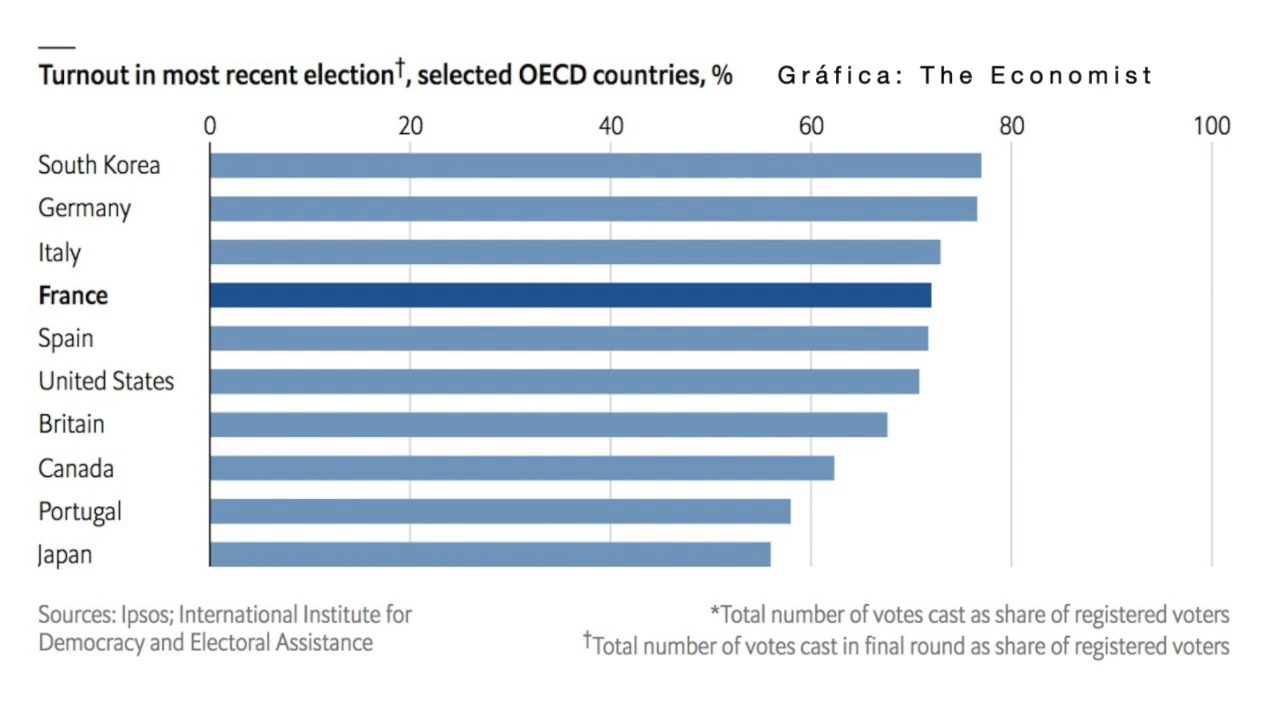 Turnout in most recent election†, selected OECD countries, % Gráfica: The Economist
0 20 40 60 80 100
South Korea
Germany
Italy
France
Spain
United States
Britain
Canada
Portugal
Japan
Sources: Ipsos; International Institute for
Democracy and Electoral Assistance
*Total number of votes cast as share of registered voters
†Total number of votes cast in final round as share of registered voters